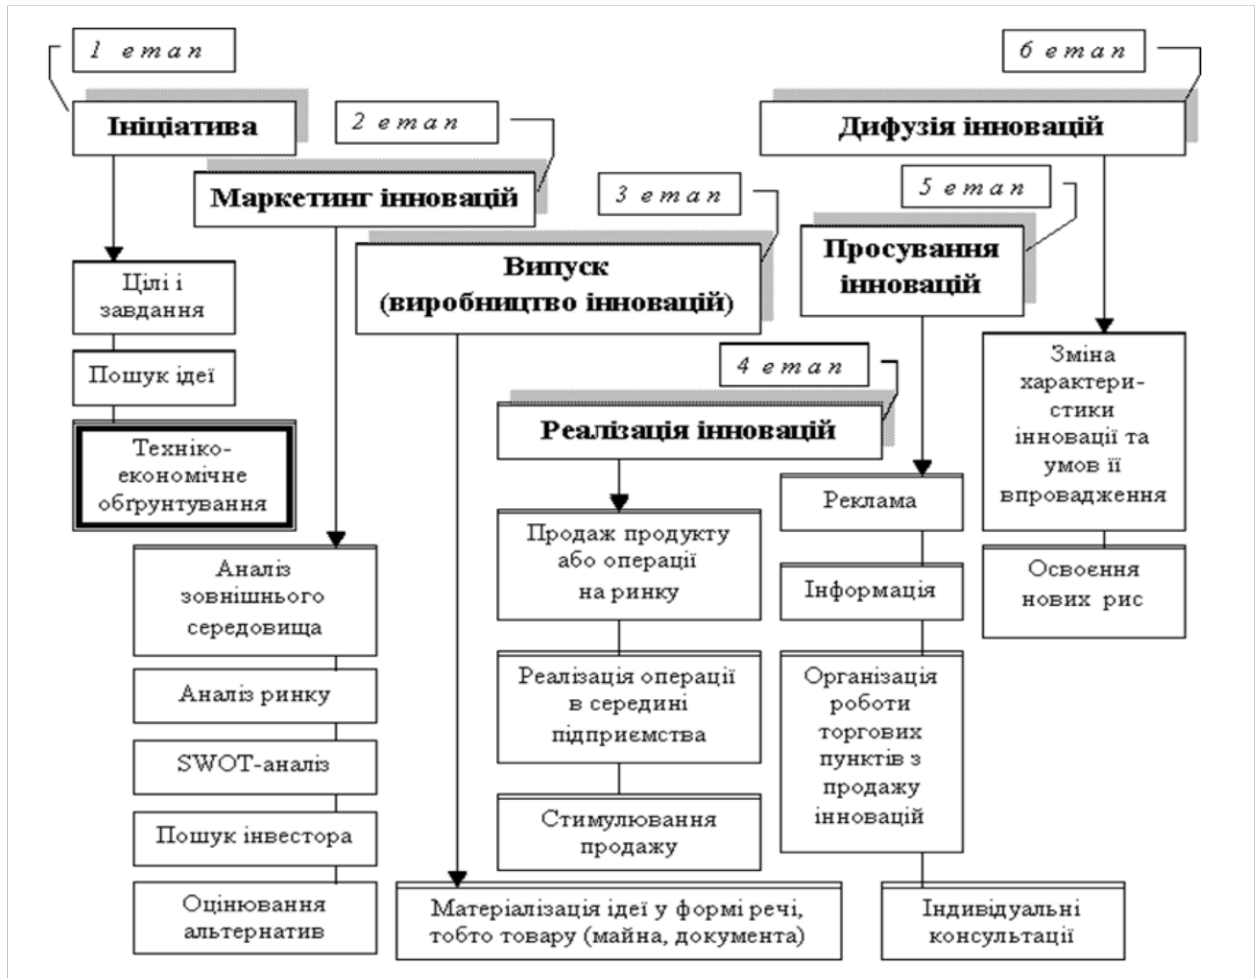 1 етап
Ініціатива
Цілі і
завдання
Пошук ідеї
Техніко-
економічне
обґрунтування
2 етап
Маркетинг інновацій
Аналіз
зовнішнього
середовища
Аналіз ринку
SWOT-аналіз
Пошук інвестора
Оцінювання
альтернатив
3 етап
Випуск
(виробництво інновацій)
Матеріалізація ідеї у формі речі,
тобто товару (майна, документа)
4 етап
Реалізація інновацій
Продаж продукту
або операції
на ринку
Реалізація операції
в середині
підприємства
Стимулювання
продажу
5 етап
Просування
інновацій
Реклама
Інформація
Організація
роботи
торгових
пунктів з
продажу
інновацій
Індивідуальні
консультації
6 етап
Дифузія інновацій
Зміна
характери-
стики
інновації та
умов її
впровадження
Освоєння
нових рис